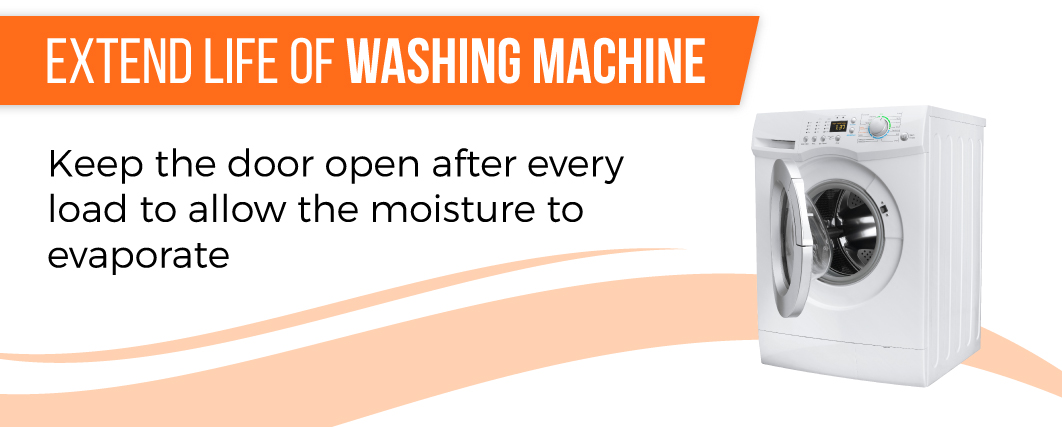 EXTEND LIFE OF WASHING MACHINE
Keep the door open after every
load to allow the moisture to
evaporate